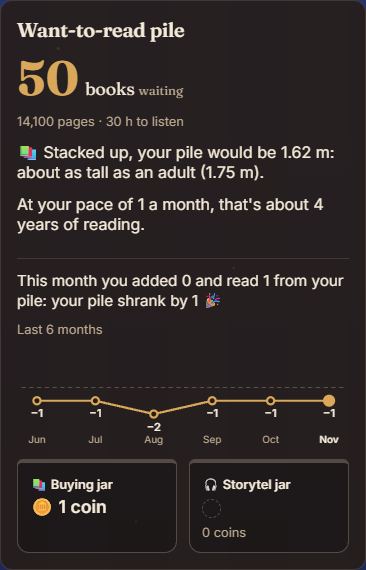 Want-to-read pile
50 books waiting
14,100 pages · 30 h to listen
Stacked up, your pile would be 1.62 m:
about as tall as an adult (1.75 m).
At your pace of 1 a month, that's about 4
years of reading.
This month you added 0 and read 1 from your
pile: your pile shrank by 1
Last 6 months
−1 −1 −2 −1 −1 −1
Jun Jul Aug Sep Oct Nov
Buying jar
1 coin
Storytel jar
0 coins